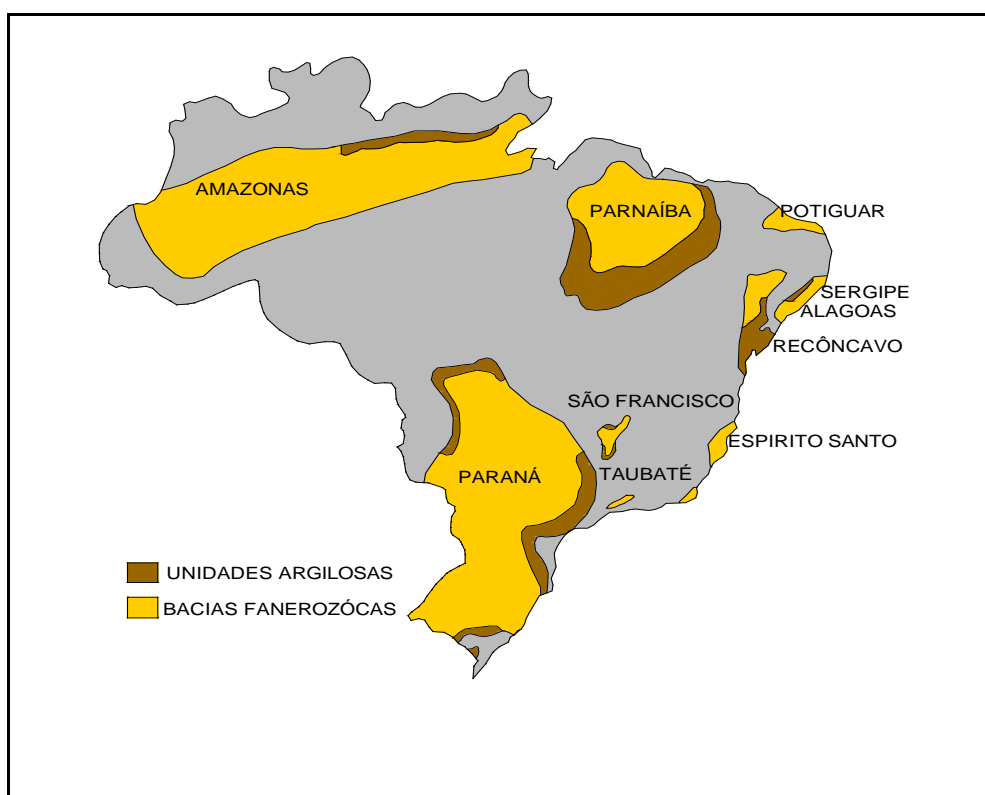 AMAZONAS
PARNAÍBA
POTIGUAR
SERGIPE
ALAGOAS
RECÔNCAVO
SÃO FRANCISCO
ESPIRITO SANTO
TAUBATÉ
PARANÁ
UNIDADES ARGILOSAS
BACIAS FANEROZÓCAS